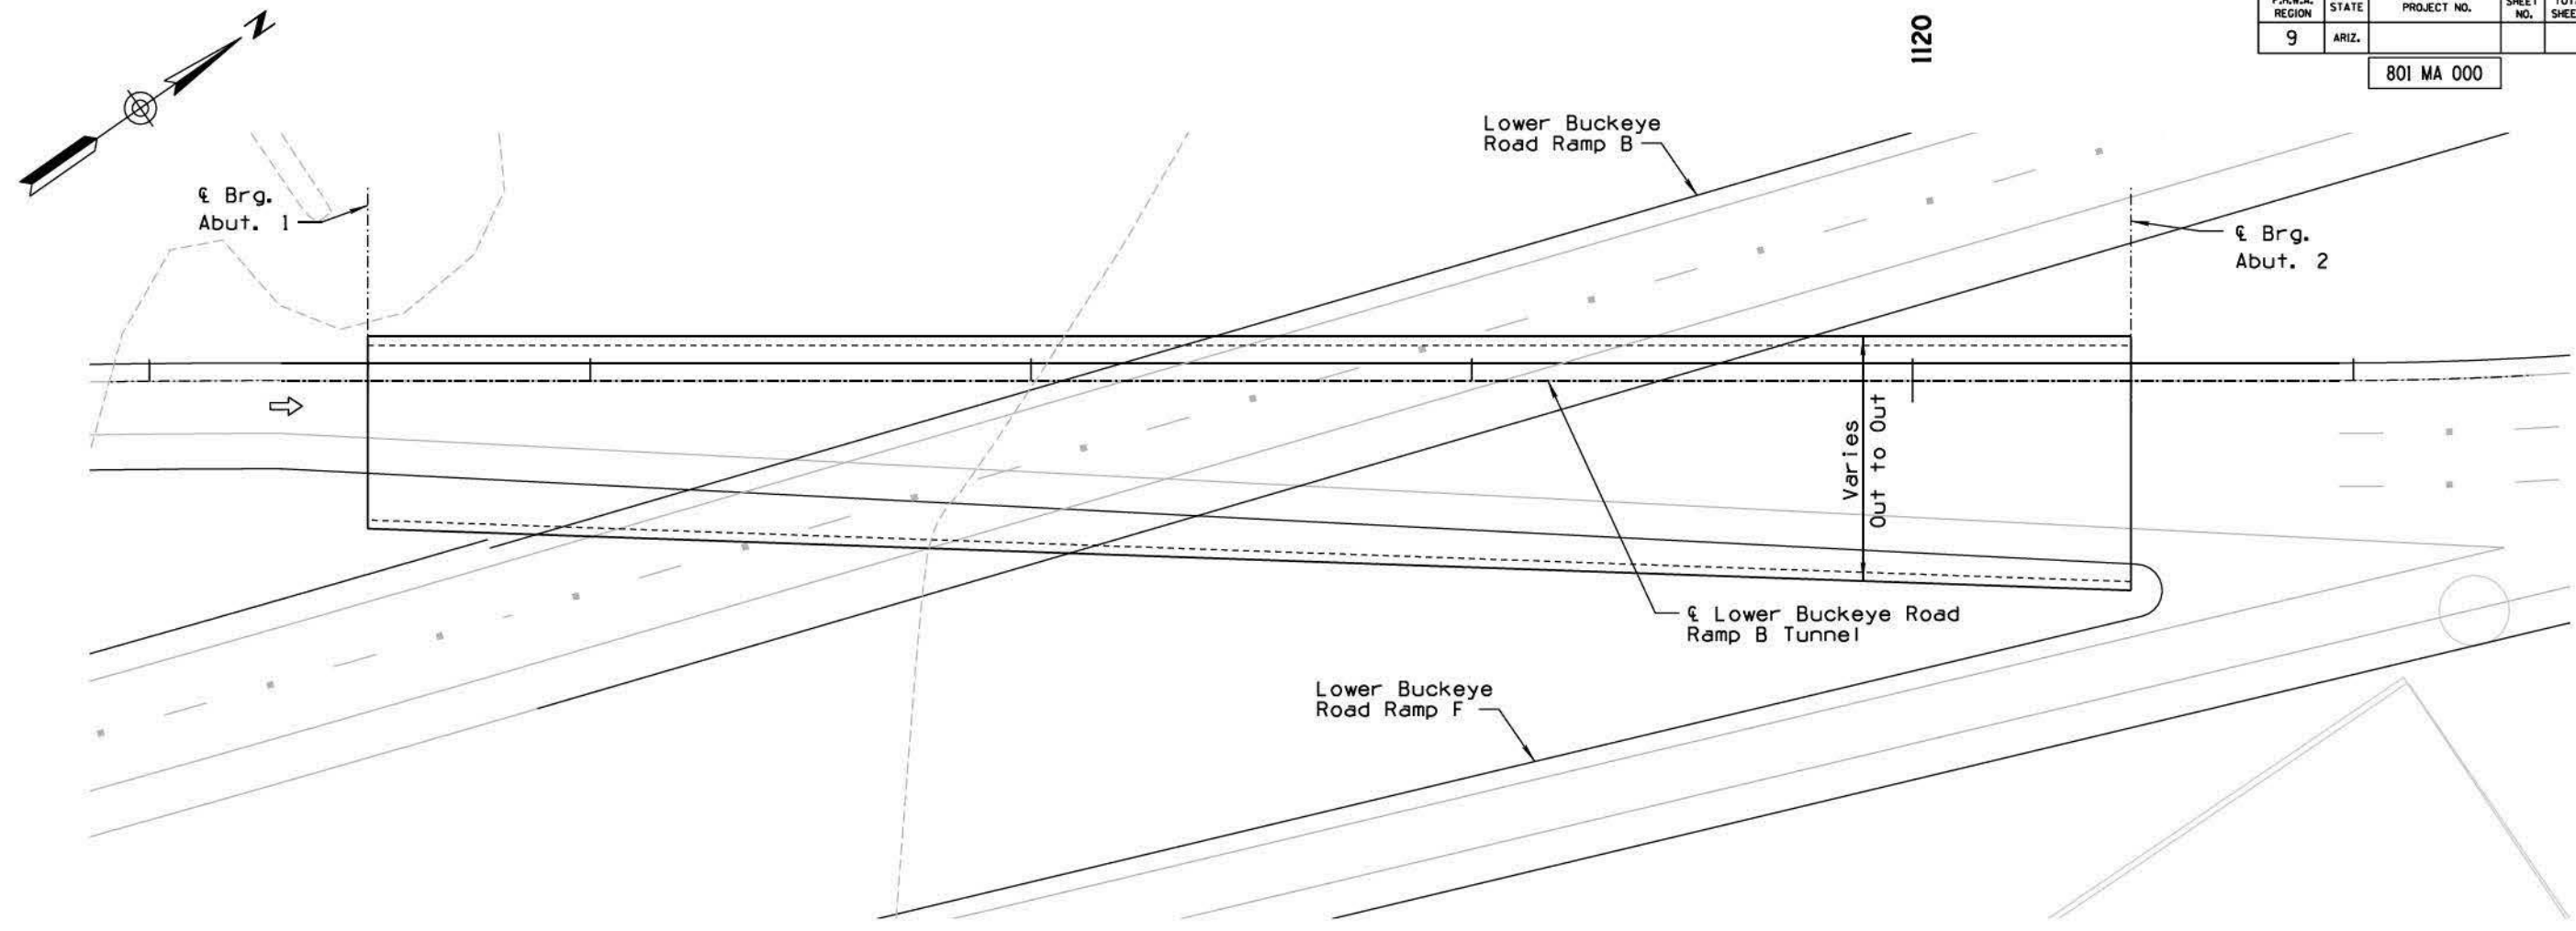 N
1120
F.H.W.A. REGION STATE PROJECT NO. SHEET NO.
9 ARIZ.
801 MA 000
Lower Buckeye
Road Ramp B
℄ Brg.
Abut. 1
℄ Brg.
Abut. 2
Varies
Out to Out
℄ Lower Buckeye Road
Ramp B Tunnel
Lower Buckeye
Road Ramp F